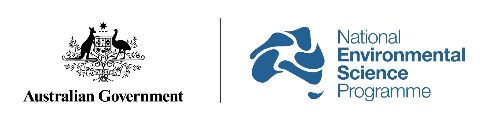 Australian Government
National
Environmental
Science
Programme